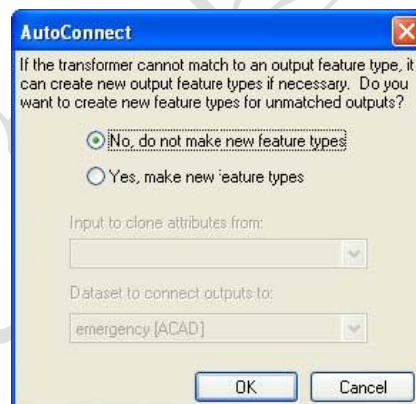 AutoConnect
If the transformer cannot match to an output feature type, it
can create new output feature types if necessary. Do you
want to create new feature types for unmatched outputs?
No, do not make new feature types
Yes, make new feature types
Input to clone attributes from:
Dataset to connect outputs to:
emergency [ACAD]
OK Cancel